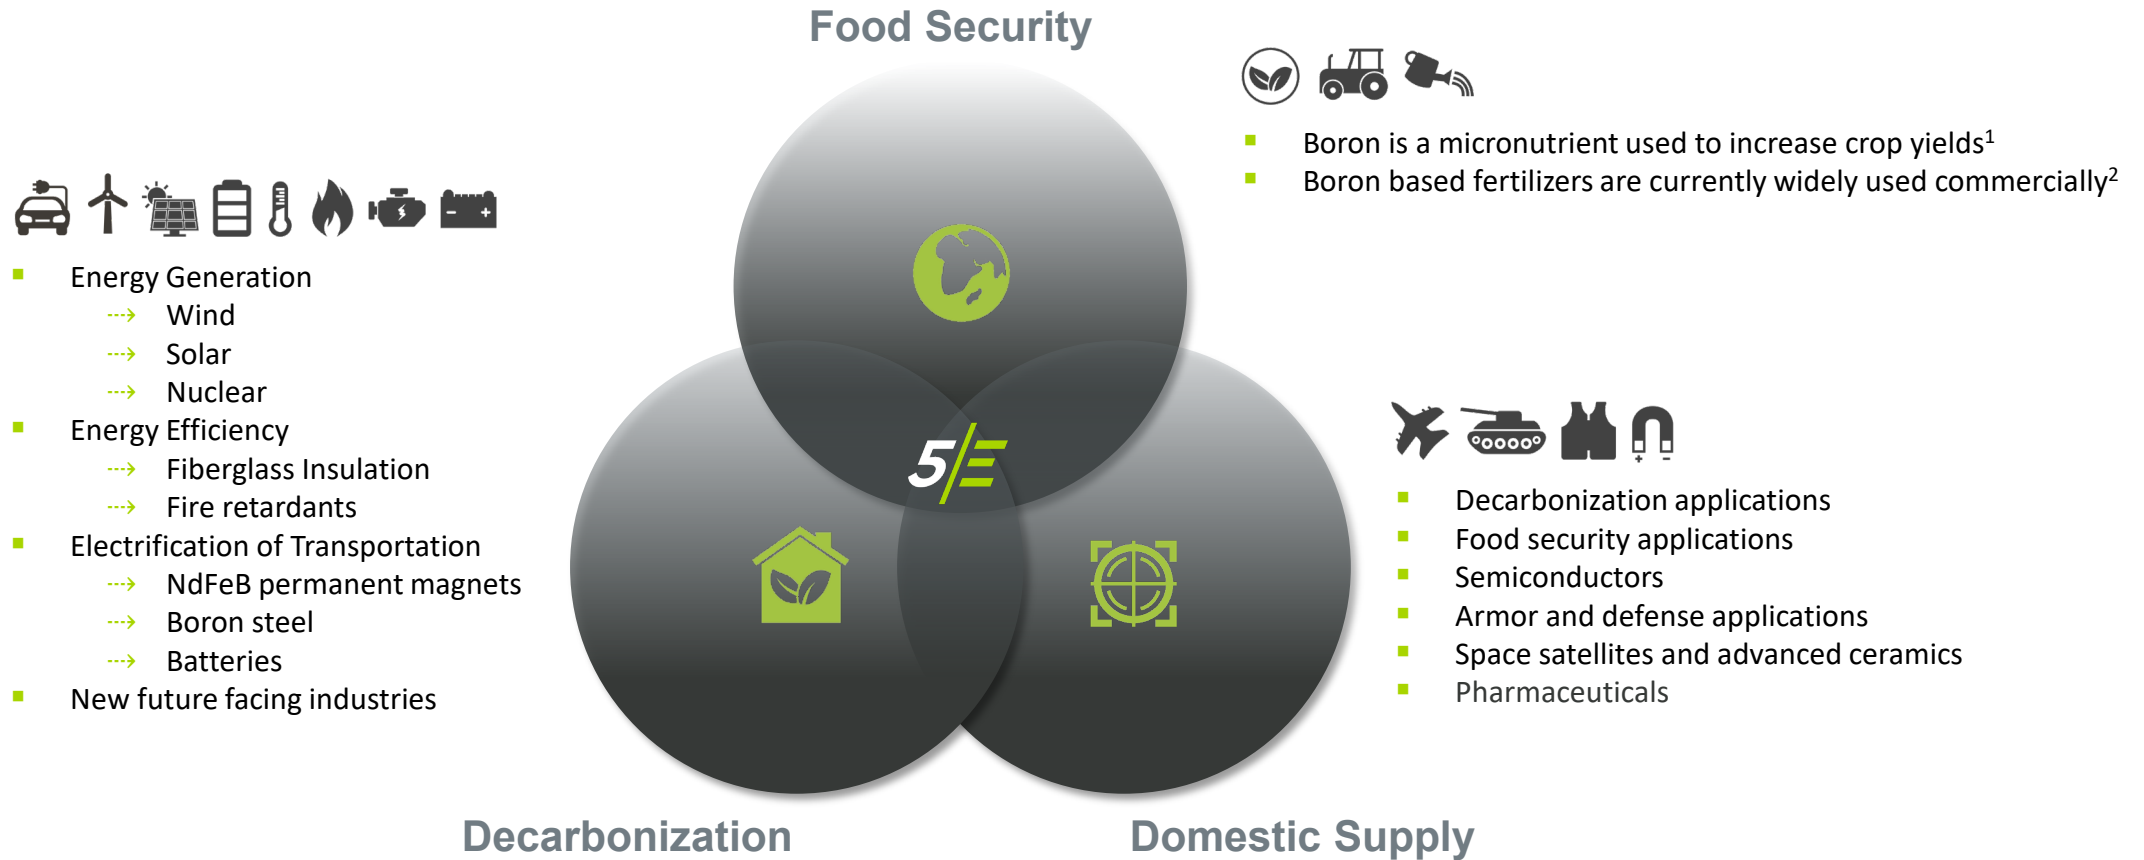 Food Security
▪ Boron is a micronutrient used to increase crop yields¹
▪ Boron based fertilizers are currently widely used commercially²
▪ Energy Generation
⇢ Wind
⇢ Solar
⇢ Nuclear
▪ Energy Efficiency
⇢ Fiberglass Insulation
⇢ Fire retardants
▪ Electrification of Transportation
⇢ NdFeB permanent magnets
⇢ Boron steel
⇢ Batteries
▪ New future facing industries
5/E
▪ Decarbonization applications
▪ Food security applications
▪ Semiconductors
▪ Armor and defense applications
▪ Space satellites and advanced ceramics
▪ Pharmaceuticals
Decarbonization
Domestic Supply